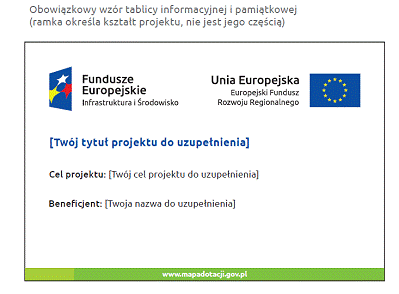 Obowiązkowy wzór tablicy informacyjnej i pamiątkowej
(ramka określa kształt projektu, nie jest jego częścią)
Fundusze
Europejskie
Infrastruktura i Środowisko
Unia Europejska
Europejski Fundusz
Rozwoju Regionalnego
[Twój tytuł projektu do uzupełnienia]
Cel projektu: [Twój cel projektu do uzupełnienia]
Beneficjent: [Twoja nazwa do uzupełnienia]
www.mapadotacji.gov.pl